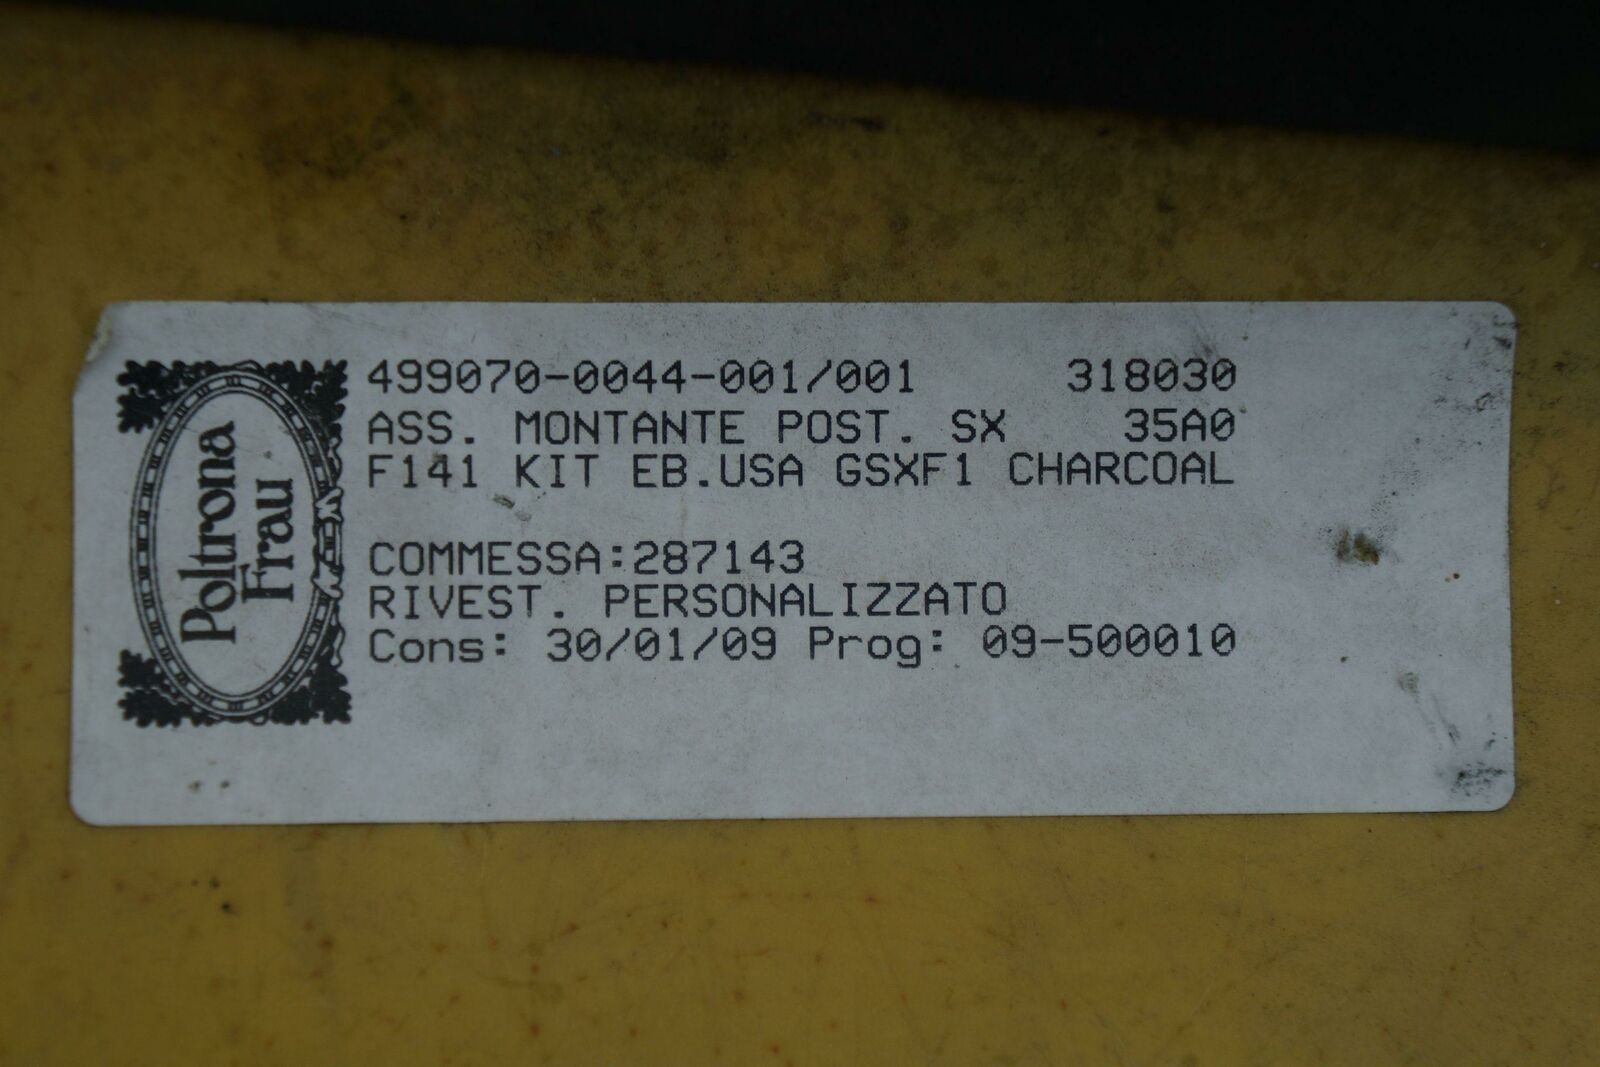 Poltrona
Frau
499070-0044-001/001 318030
ASS. MONTANTE POST. SX 35A0
F141 KIT EB.USA GSXF1 CHARCOAL
COMMESSA:287143
RIVEST. PERSONALIZZATO
Cons: 30/01/09 Prog: 09-500010